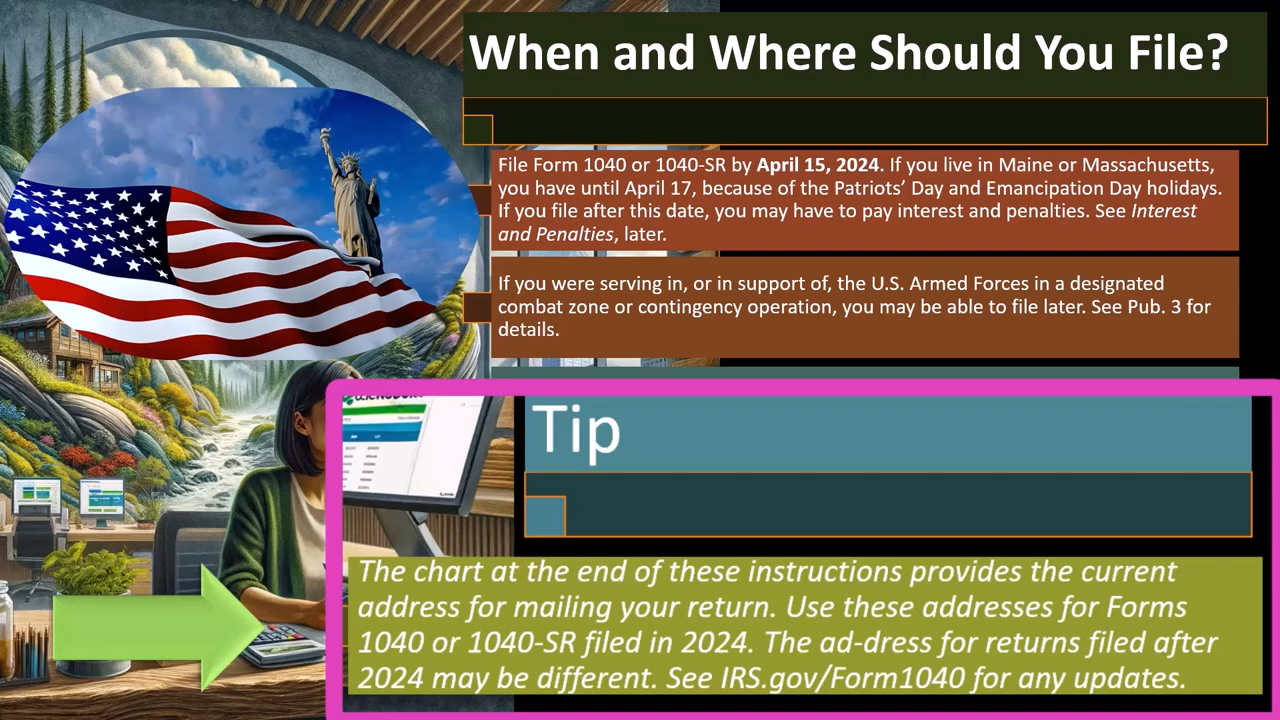 When and Where Should You File?
File Form 1040 or 1040-SR by April 15, 2024. If you live in Maine or Massachusetts,
you have until April 17, because of the Patriots’ Day and Emancipation Day holidays.
If you file after this date, you may have to pay interest and penalties. See Interest
and Penalties, later.
If you were serving in, or in support of, the U.S. Armed Forces in a designated
combat zone or contingency operation, you may be able to file later. See Pub. 3 for
details.
Tip
The chart at the end of these instructions provides the current
address for mailing your return. Use these addresses for Forms
1040 or 1040-SR filed in 2024. The ad-dress for returns filed after
2024 may be different. See IRS.gov/Form1040 for any updates.